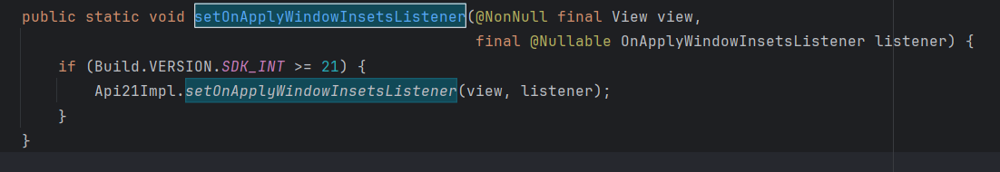 public static void setOnApplyWindowInsetsListener(@NonNull final View view,
final @Nullable OnApplyWindowInsetsListener listener) {
if (Build.VERSION.SDK_INT >= 21) {
Api21Impl.setOnApplyWindowInsetsListener(view, listener);
}
}